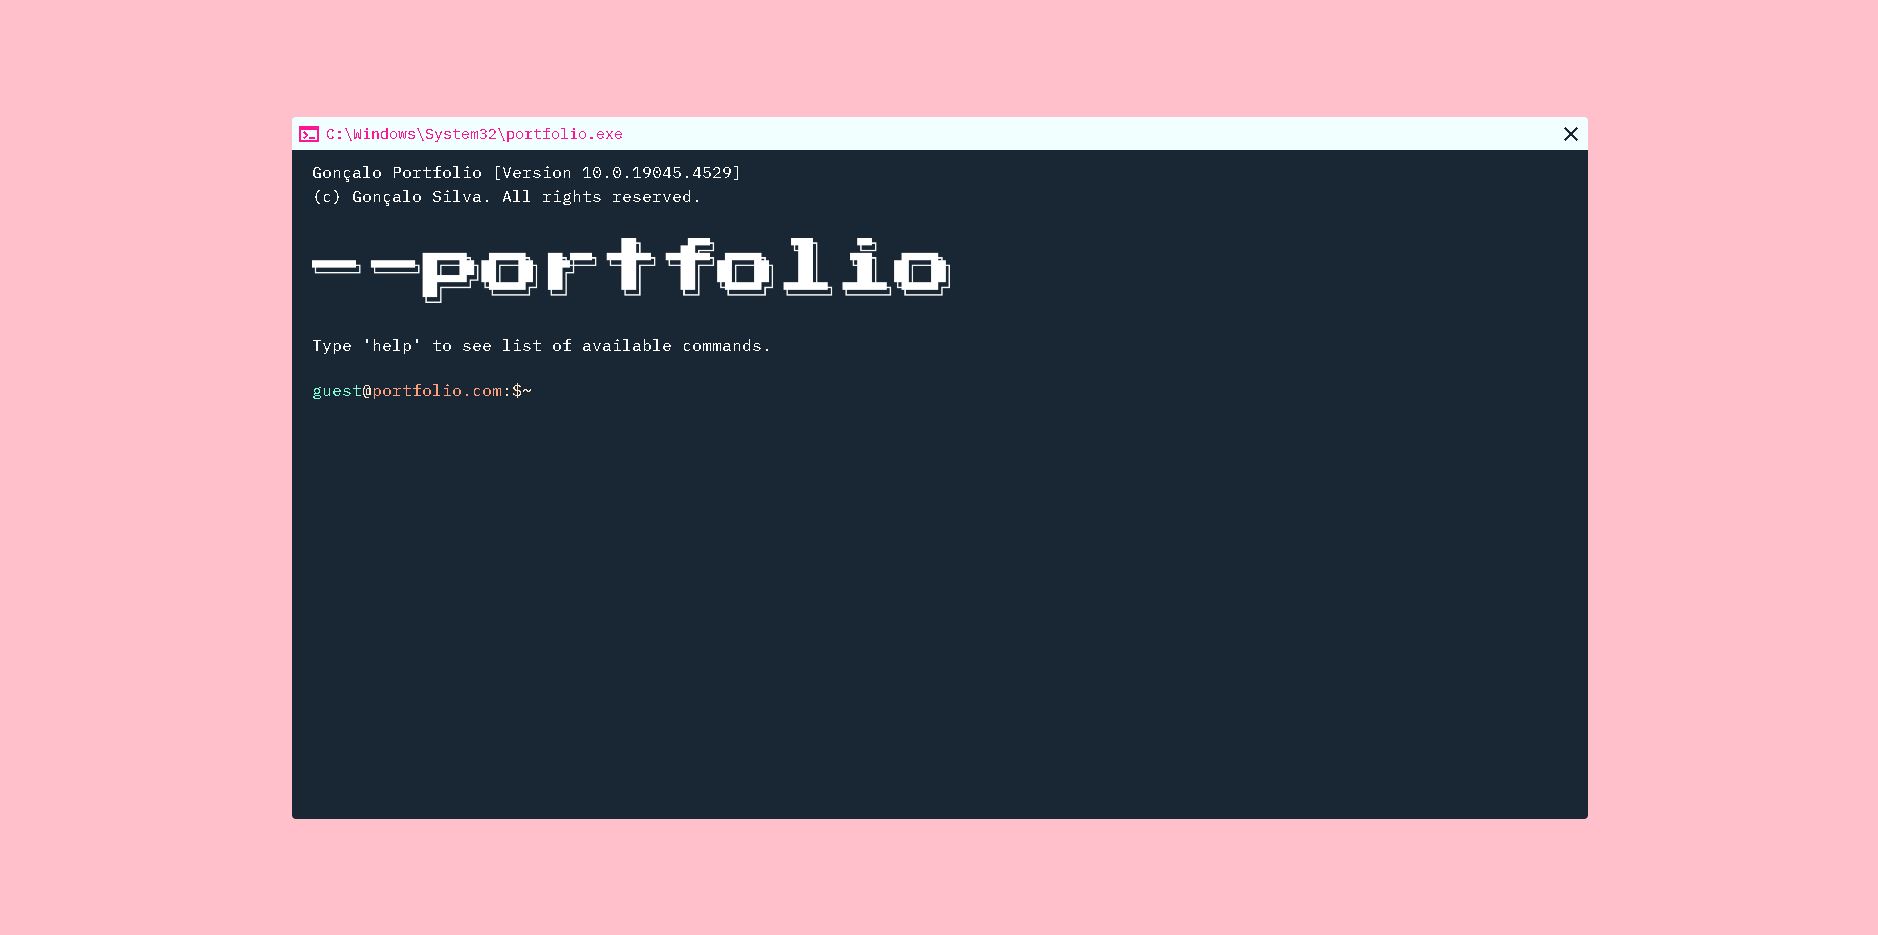 C:\Windows\System32\portfolio.exe
Gonçalo Portfolio [Version 10.0.19045.4529]
(c) Gonçalo Silva. All rights reserved.
--portfolio
Type 'help' to see list of available commands.
guest@portfolio.com:$~